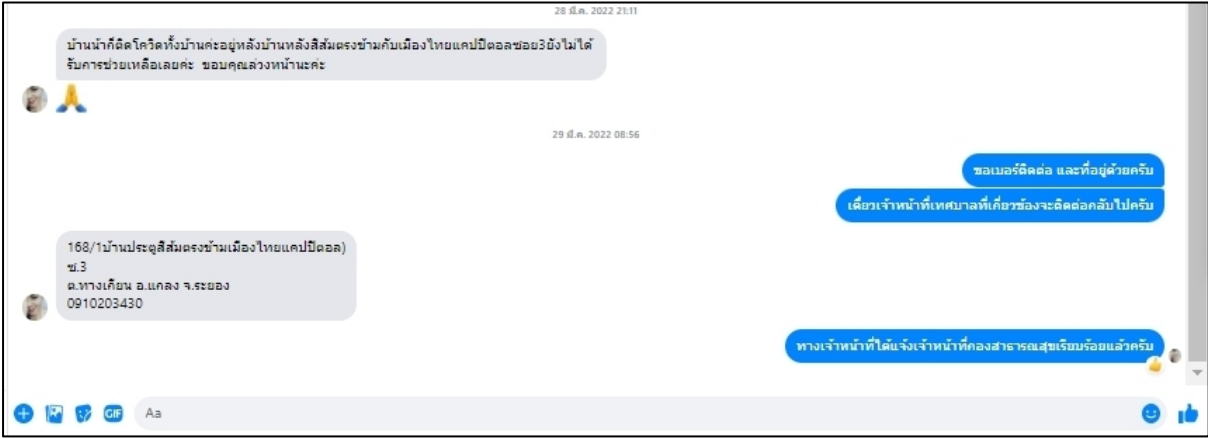 28 มี.ค. 2022 21:11
บ้านน้าก็ติดโควิดทั้งบ้านค่ะอยู่หลังบ้านหลังสีส้มตรงข้ามกับเมืองไทยแคปปิตอลซอย3ยังไม่ได้
รับการช่วยเหลือเลยค่ะ ขอบคุณล่วงหน้านะค่ะ
🙏
29 มี.ค. 2022 08:56
ขอเบอร์ติดต่อ และที่อยู่ด้วยครับ
เดี๋ยวเจ้าหน้าที่เทศบาลที่เกี่ยวข้องจะติดต่อกลับไปครับ
168/1บ้านประตูสีส้มตรงข้ามเมืองไทยแคปปิตอล)
ซ.3
ต.ทางเกียน อ.แกลง จ.ระยอง
0910203430
ทางเจ้าหน้าที่ได้แจ้งเจ้าหน้าที่กองสาธารณสุขเรียบร้อยแล้วครับ
GIF
Aa